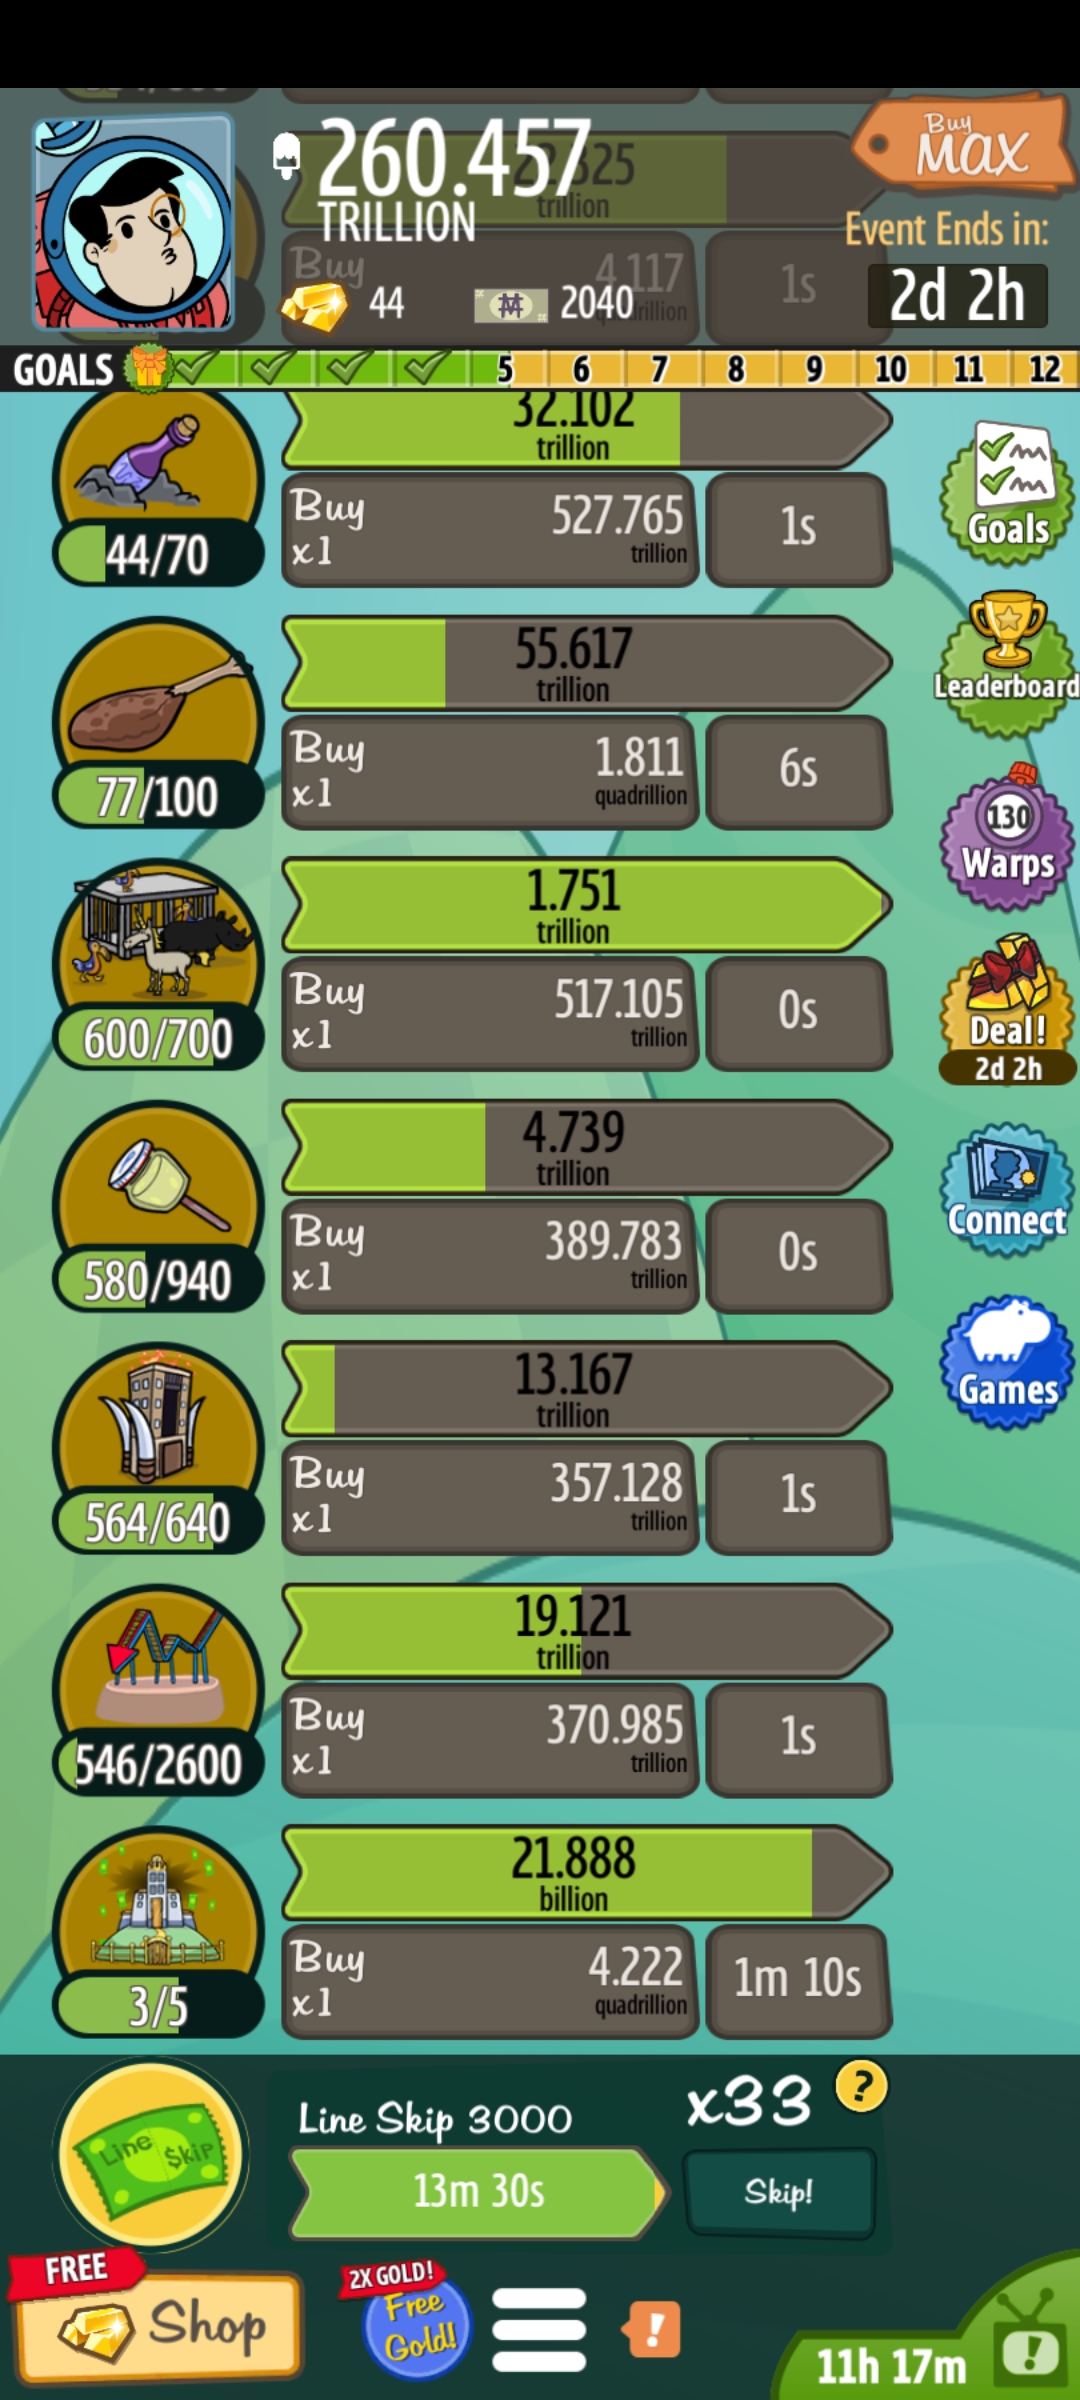 260.457
TRILLION
44
2040
Buy
MAX
Event Ends in:
2d 2h
trillion
Buy
4.117
1s
GOALS
5 6 7 8 9 10 11 12
32.102
trillion
44/70
Buy
x1
527.765
trillion
1s
Goals
55.617
trillion
77/100
Buy
x1
1.811
quadrillion
6s
Leaderboard
130
Warps
1.751
trillion
600/700
Buy
x1
517.105
trillion
0s
Deal!
2d 2h
4.739
trillion
580/940
Buy
x1
389.783
trillion
0s
Connect
13.167
trillion
564/640
Buy
x1
357.128
trillion
1s
Games
19.121
trillion
546/2600
Buy
x1
370.985
trillion
1s
21.888
billion
3/5
Buy
x1
4.222
quadrillion
1m 10s
Line $kip
Line Skip 3000
13m 30s
x33
?
Skip!
FREE
Shop
2X GOLD!
Free
Gold!
!
11h 17m
!